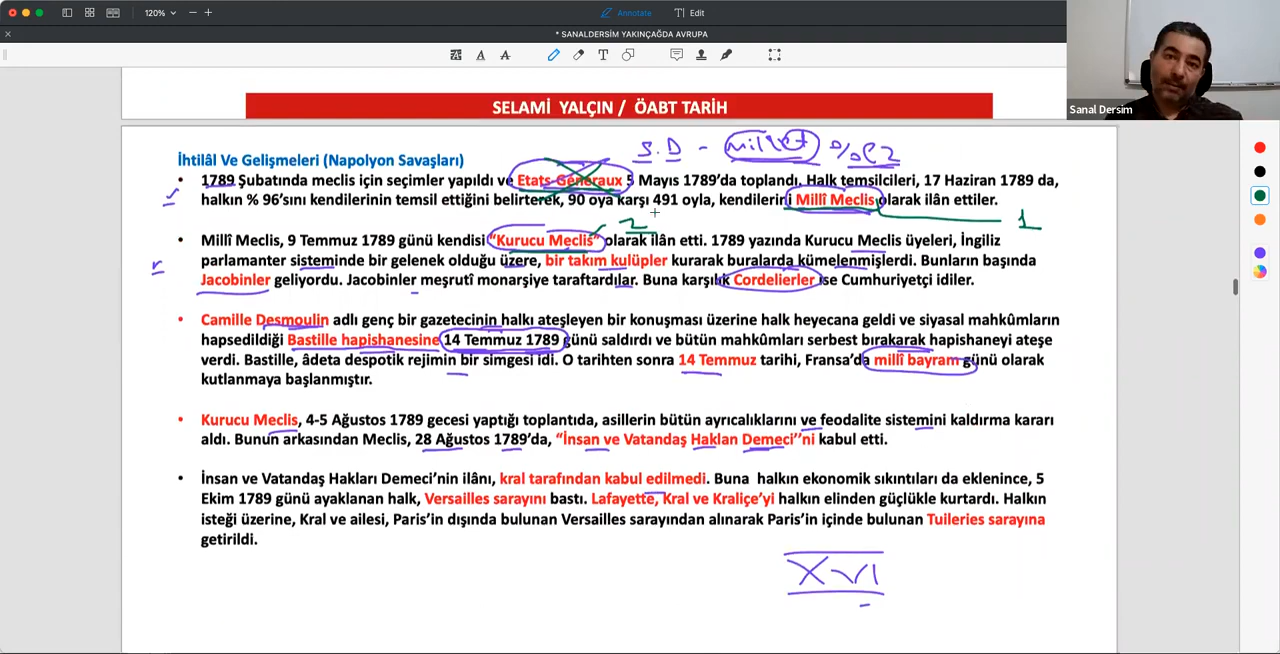 120%
Annotate
Edit
* SANALDERSİM YAKINÇAĞDA AVRUPA
Sanal Dersim
SELAMİ YALÇIN / ÖABT TARİH
S.D - Millet
İhtilâl Ve Gelişmeleri (Napolyon Savaşları)
• 1789 Şubatında meclis için seçimler yapıldı ve Etats-Generaux 5 Mayıs 1789’da toplandı. Halk temsilcileri, 17 Haziran 1789 da,
halkın % 96’sını kendilerinin temsil ettiğini belirterek, 90 oya karşı 491 oyla, kendilerini Millî Meclis olarak ilân ettiler.
1
2
• Millî Meclis, 9 Temmuz 1789 günü kendisi “Kurucu Meclis” olarak ilân etti. 1789 yazında Kurucu Meclis üyeleri, İngiliz
parlamanter sisteminde bir gelenek olduğu üzere, bir takım kulüpler kurarak buralarda kümelenmişlerdi. Bunların başında
Jacobinler geliyordu. Jacobinler meşrutî monarşiye taraftardılar. Buna karşılık Cordelierler ise Cumhuriyetçi idiler.
• Camille Desmoulin adlı genç bir gazetecinin halkı ateşleyen bir konuşması üzerine halk heyecana geldi ve siyasal mahkûmların
hapsedildiği Bastille hapishanesine 14 Temmuz 1789 günü saldırdı ve bütün mahkûmları serbest bırakarak hapishaneyi ateşe
verdi. Bastille, âdeta despotik rejimin bir simgesi idi. O tarihten sonra 14 Temmuz tarihi, Fransa’da millî bayram günü olarak
kutlanmaya başlanmıştır.
• Kurucu Meclis, 4-5 Ağustos 1789 gecesi yaptığı toplantıda, asillerin bütün ayrıcalıklarını ve feodalite sistemini kaldırma kararı
aldı. Bunun arkasından Meclis, 28 Ağustos 1789’da, “İnsan ve Vatandaş Haklan Demeci’’ni kabul etti.
• İnsan ve Vatandaş Hakları Demeci’nin ilânı, kral tarafından kabul edilmedi. Buna halkın ekonomik sıkıntıları da eklenince, 5
Ekim 1789 günü ayaklanan halk, Versailles sarayını bastı. Lafayette, Kral ve Kraliçe’yi halkın elinden güçlükle kurtardı. Halkın
isteği üzerine, Kral ve ailesi, Paris’in dışında bulunan Versailles sarayından alınarak Paris’in içinde bulunan Tuileries sarayına
getirildi.
XVI